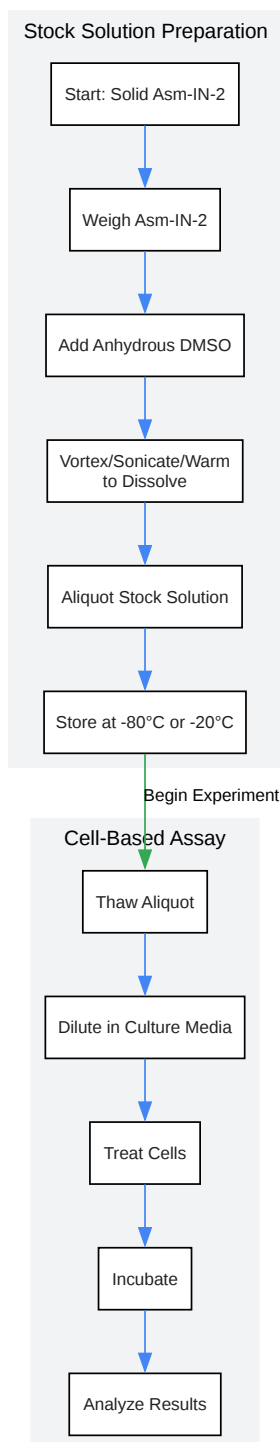 Stock Solution Preparation
Start: Solid Asm-IN-2
Weigh Asm-IN-2
Add Anhydrous DMSO
Vortex/Sonicate/Warm
to Dissolve
Aliquot Stock Solution
Store at -80°C or -20°C
Begin Experiment
Cell-Based Assay
Thaw Aliquot
Dilute in Culture Media
Treat Cells
Incubate
Analyze Results